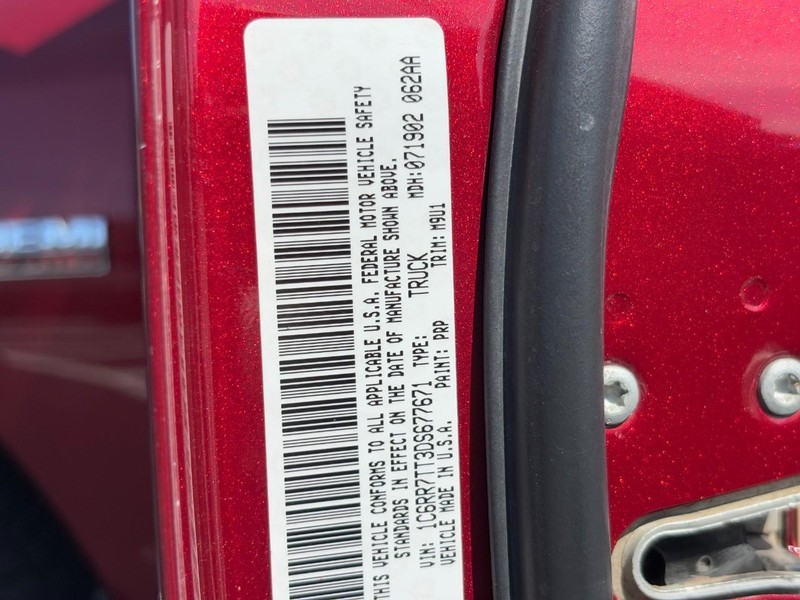 THIS VEHICLE CONFORMS TO ALL APPLICABLE U.S.A. FEDERAL MOTOR VEHICLE SAFETY
STANDARDS IN EFFECT ON THE DATE OF MANUFACTURE SHOWN ABOVE.
VIN: 1C6RR7TT3DS677671 TYPE: TRUCK MDH:071902 062AA
VEHICLE MADE IN U.S.A. PAINT: PRP TRIM: M9U1
HEMI